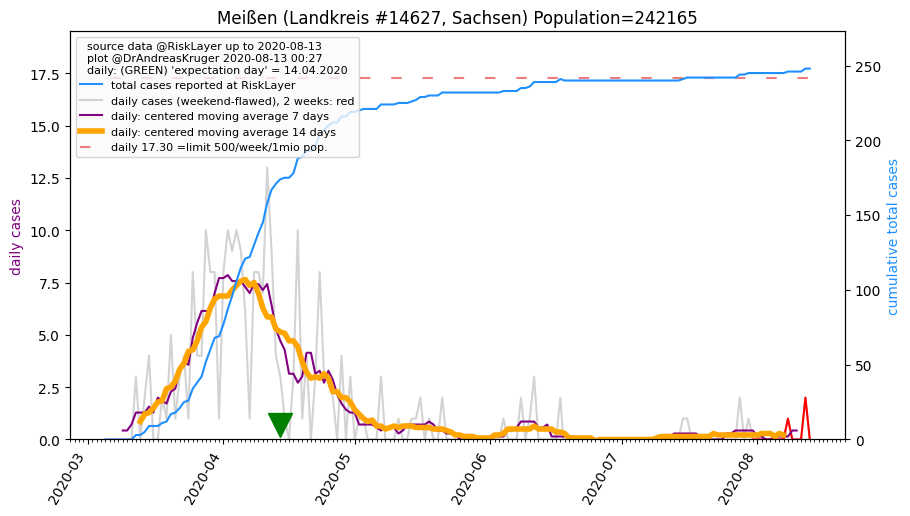 Meißen (Landkreis #14627, Sachsen) Population=242165
source data @RiskLayer up to 2020-08-13
plot @DrAndreasKruger 2020-08-13 00:27
daily: (GREEN) 'expectation day' = 14.04.2020
total cases reported at RiskLayer
daily cases (weekend-flawed), 2 weeks: red
daily: centered moving average 7 days
daily: centered moving average 14 days
daily 17.30 =limit 500/week/1mio pop.
daily cases
17.5
15.0
12.5
10.0
7.5
5.0
2.5
0.0
250
200
150
100
50
0
cumulative total cases
2020-03
2020-04
2020-05
2020-06
2020-07
2020-08